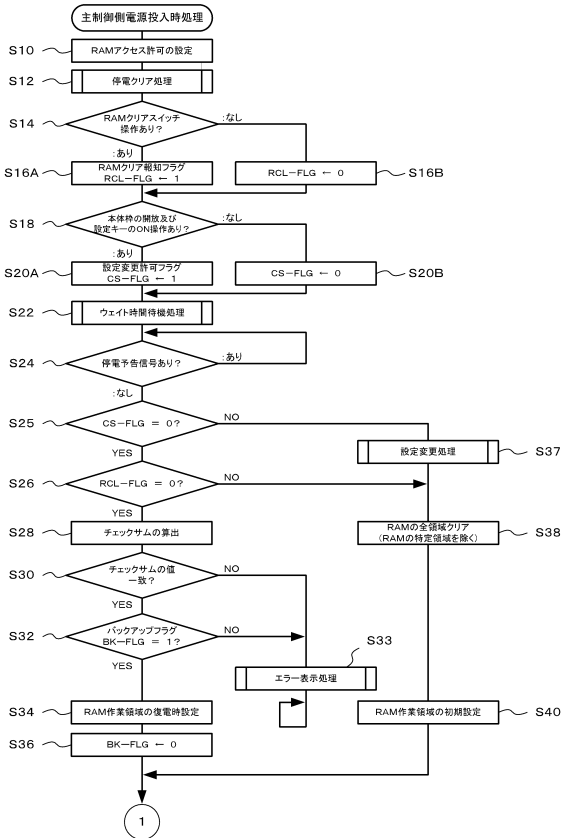 主制御側電源投入時処理
S10
RAMアクセス許可の設定
S12
停電クリア処理
S14
RAMクリアスイッチ
操作あり?
:なし
:あり
S16A
RAMクリア報知フラグ
RCL-FLG ← 1
RCL-FLG ← 0
S16B
S18
本体枠の開放及び
設定キーのON操作あり?
:なし
:あり
S20A
設定変更許可フラグ
CS-FLG ← 1
CS-FLG ← 0
S20B
S22
ウェイト時間待機処理
S24
停電予告信号あり?
:あり
:なし
S25
CS-FLG = 0?
NO
YES
設定変更処理
S37
S26
RCL-FLG = 0?
NO
YES
S28
チェックサムの算出
RAMの全領域クリア
(RAMの特定領域を除く)
S38
S30
チェックサムの値
一致?
NO
YES
S32
バックアップフラグ
BK-FLG = 1?
NO
YES
S33
エラー表示処理
S34
RAM作業領域の復電時設定
RAM作業領域の初期設定
S40
S36
BK-FLG ← 0
1